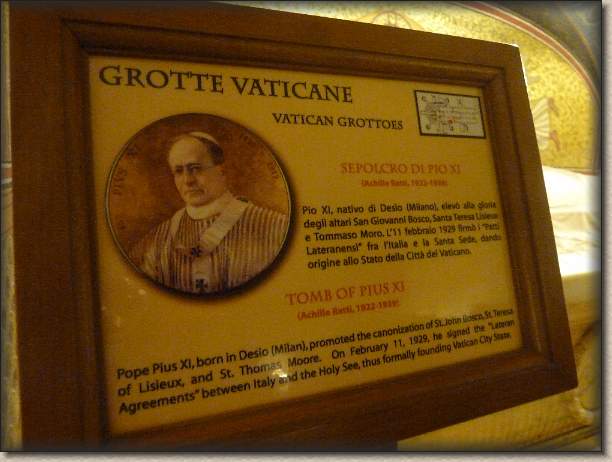 GROTTE VATICANE
VATICAN GROTTOES
PIUS XI
SEPOLCRO DI PIO XI
(Achille Ratti, 1922-1939)
Pio XI, nativo di Desio (Milano), elevò alla gloria
degli altari San Giovanni Bosco, Santa Teresa Lisieux
e Tommaso Moro. L'11 febbraio 1929 firmò i "Patti
Lateranensi" fra l'Italia e la Santa Sede, dando
origine allo Stato della Città del Vaticano.
TOMB OF PIUS XI
(Achille Ratti, 1922-1939)
Pope Pius XI, born in Desio (Milan), promoted the canonization of St. John Bosco, St. Teresa
of Lisieux, and St. Thomas Moore. On February 11, 1929, he signed the "Lateran
Agreements" between Italy and the Holy See, thus formally founding Vatican City State.